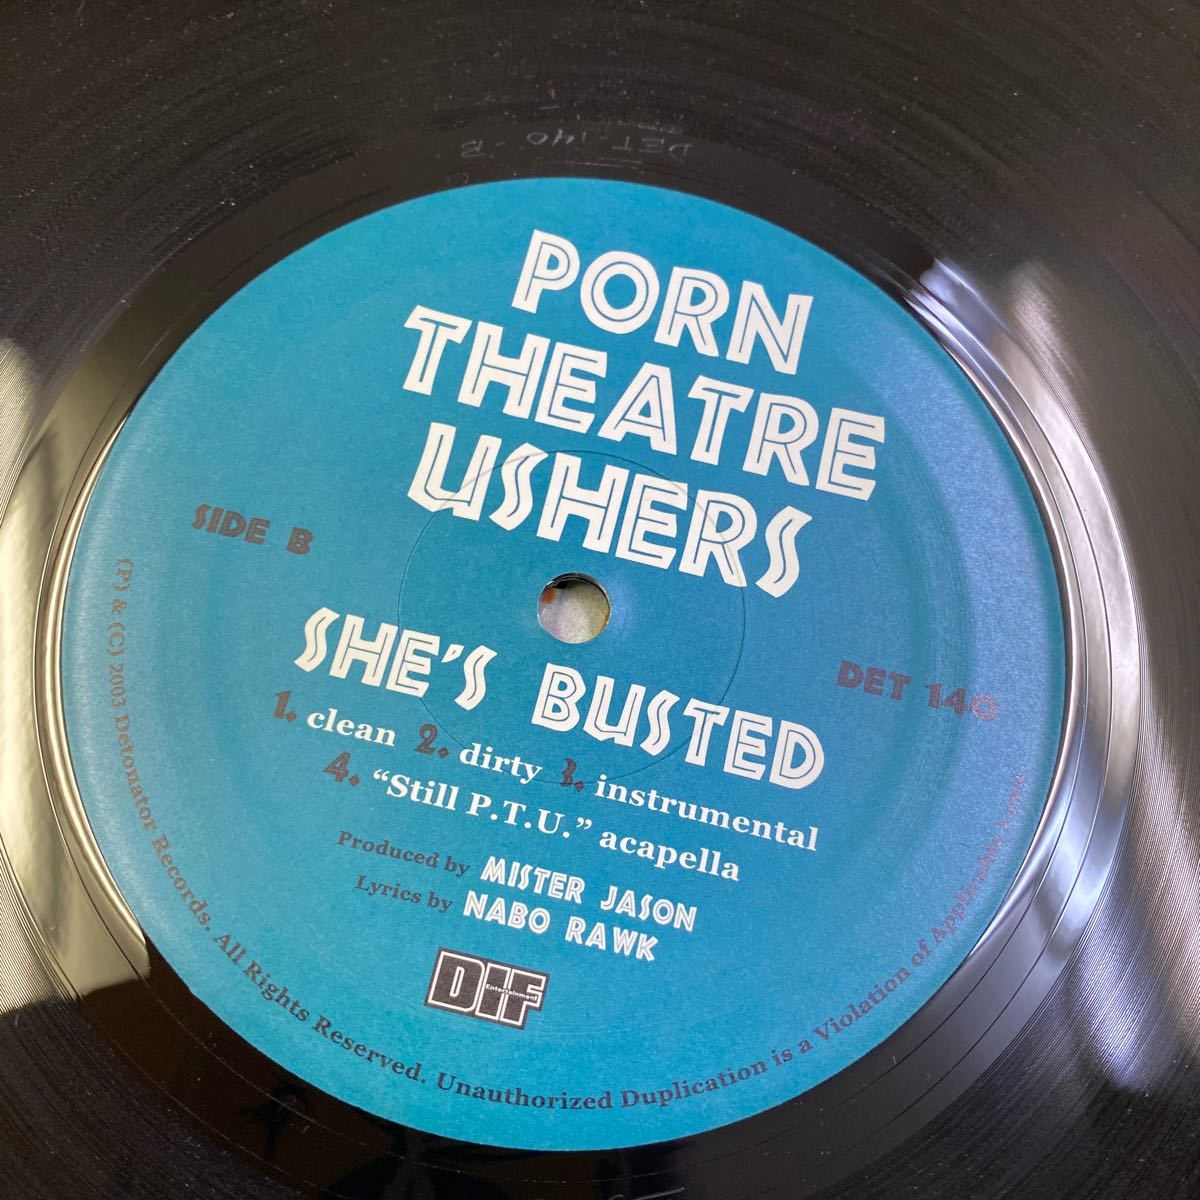 DET 140-B
PORN
THEATRE
USHERS
SIDE B
DET 140
SHE'S BUSTED
1. clean 2. dirty 3. instrumental
4. "Still P.T.U." acapella
Produced by MISTER JASON
Lyrics by NABO RAWK
DIF Entertainment
(P) & (C) 2003 Detonator Records. All Rights Reserved. Unauthorized Duplication is a Violation of Applicable Laws.